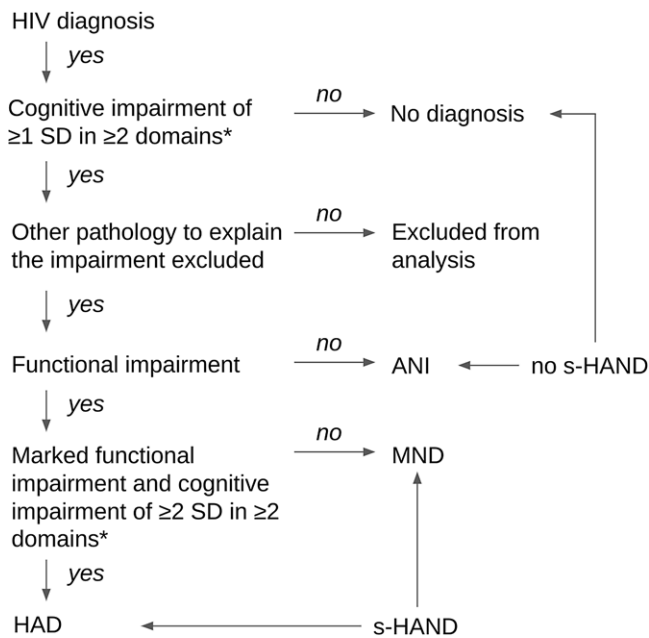 HIV diagnosis
yes
Cognitive impairment of
≥1 SD in ≥2 domains*
no
No diagnosis
yes
Other pathology to explain
the impairment excluded
no
Excluded from
analysis
yes
Functional impairment
no
ANI
no s-HAND
yes
Marked functional
impairment and cognitive
impairment of ≥2 SD in ≥2
domains*
no
MND
yes
HAD
s-HAND